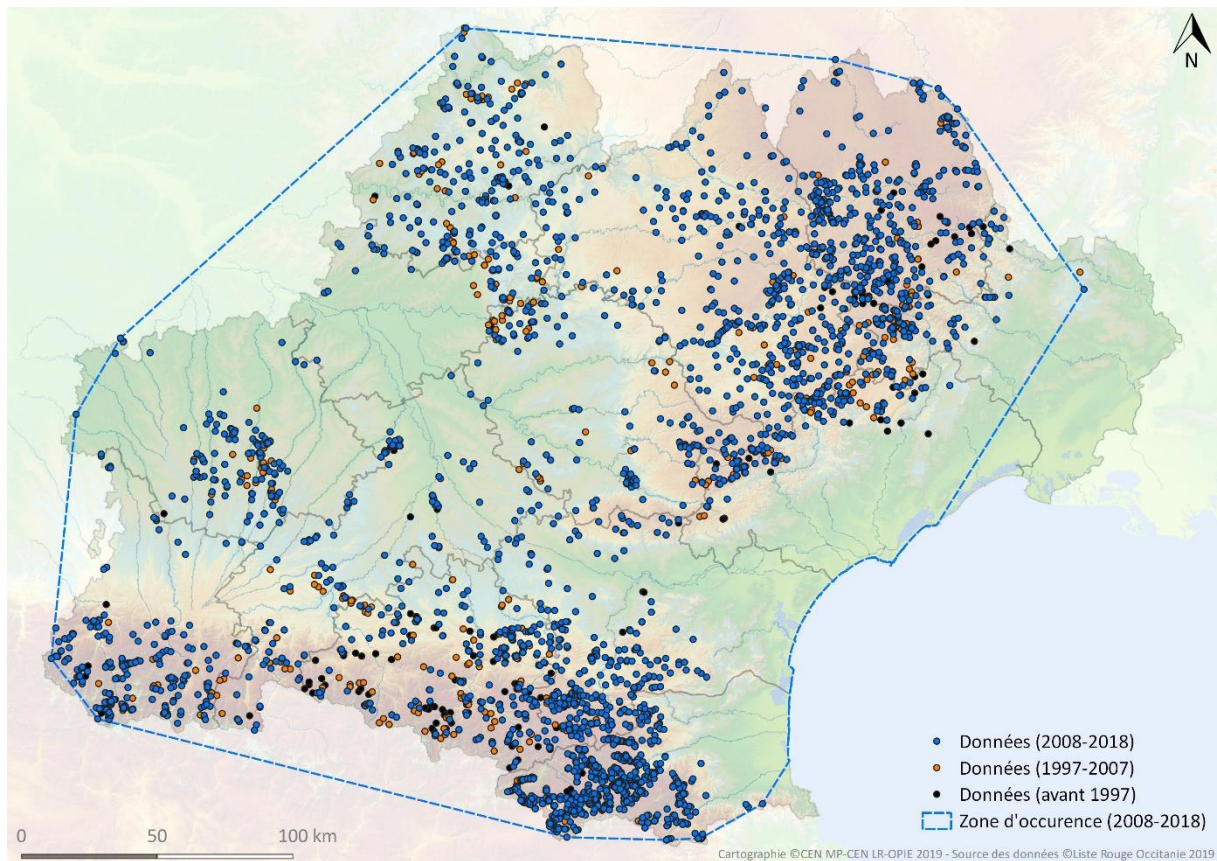 N
Données (2008-2018)
Données (1997-2007)
Données (avant 1997)
Zone d'occurence (2008-2018)
0 50 100 km
Cartographie ©CEN MP-CEN LR-OPIE 2019 - Source des données ©Liste Rouge Occitanie 2019